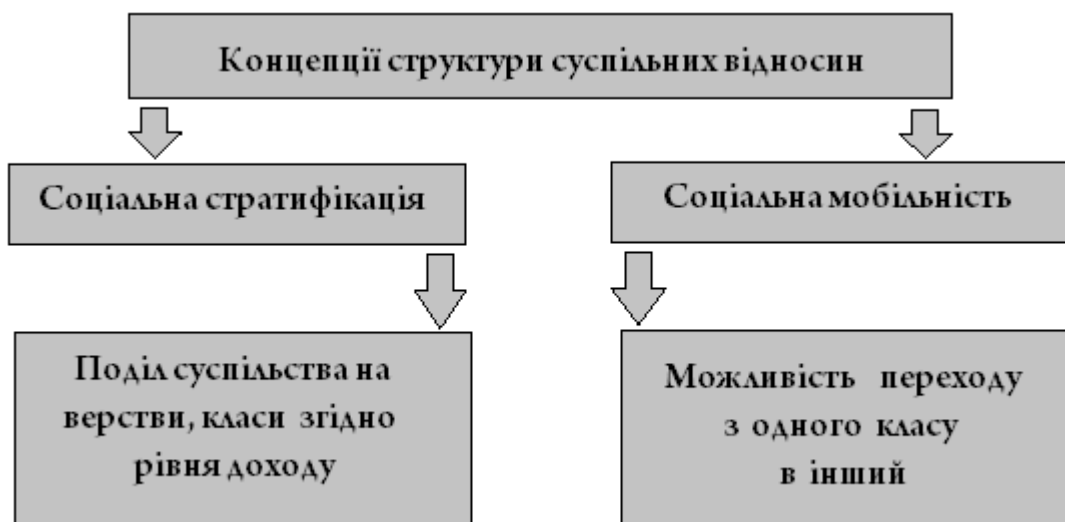 Концепції структури суспільних відносин
Соціальна стратифікація
Соціальна мобільність
Поділ суспільства на
верстви, класи згідно
рівня доходу
Можливість переходу
з одного класу
в інший